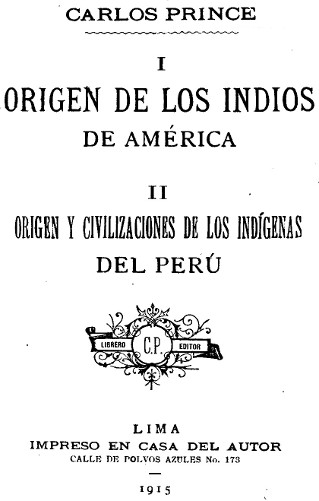 CARLOS PRINCE
I
ORIGEN DE LOS INDIOS
DE AMÉRICA
II
ORIGEN Y CIVILIZACIONES DE LOS INDÍGENAS
DEL PERÚ
LIBRERO C.P. EDITOR
LIMA
IMPRESO EN CASA DEL AUTOR
CALLE DE POLVOS AZULES No. 173
1915